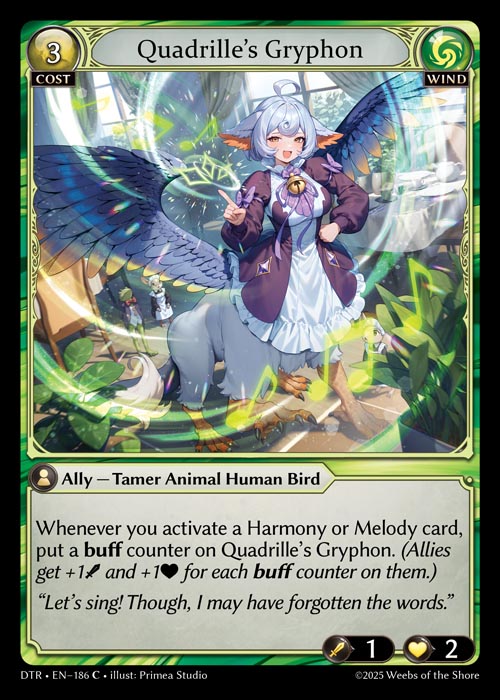 3 Quadrille's Gryphon
COST WIND
Ally — Tamer Animal Human Bird
Whenever you activate a Harmony or Melody card,
put a buff counter on Quadrille's Gryphon. (Allies
get +1 and +1 for each buff counter on them.)
“Let's sing! Though, I may have forgotten the words.”
1 2
DTR • EN–186 C • illust: Primea Studio ©2025 Weebs of the Shore